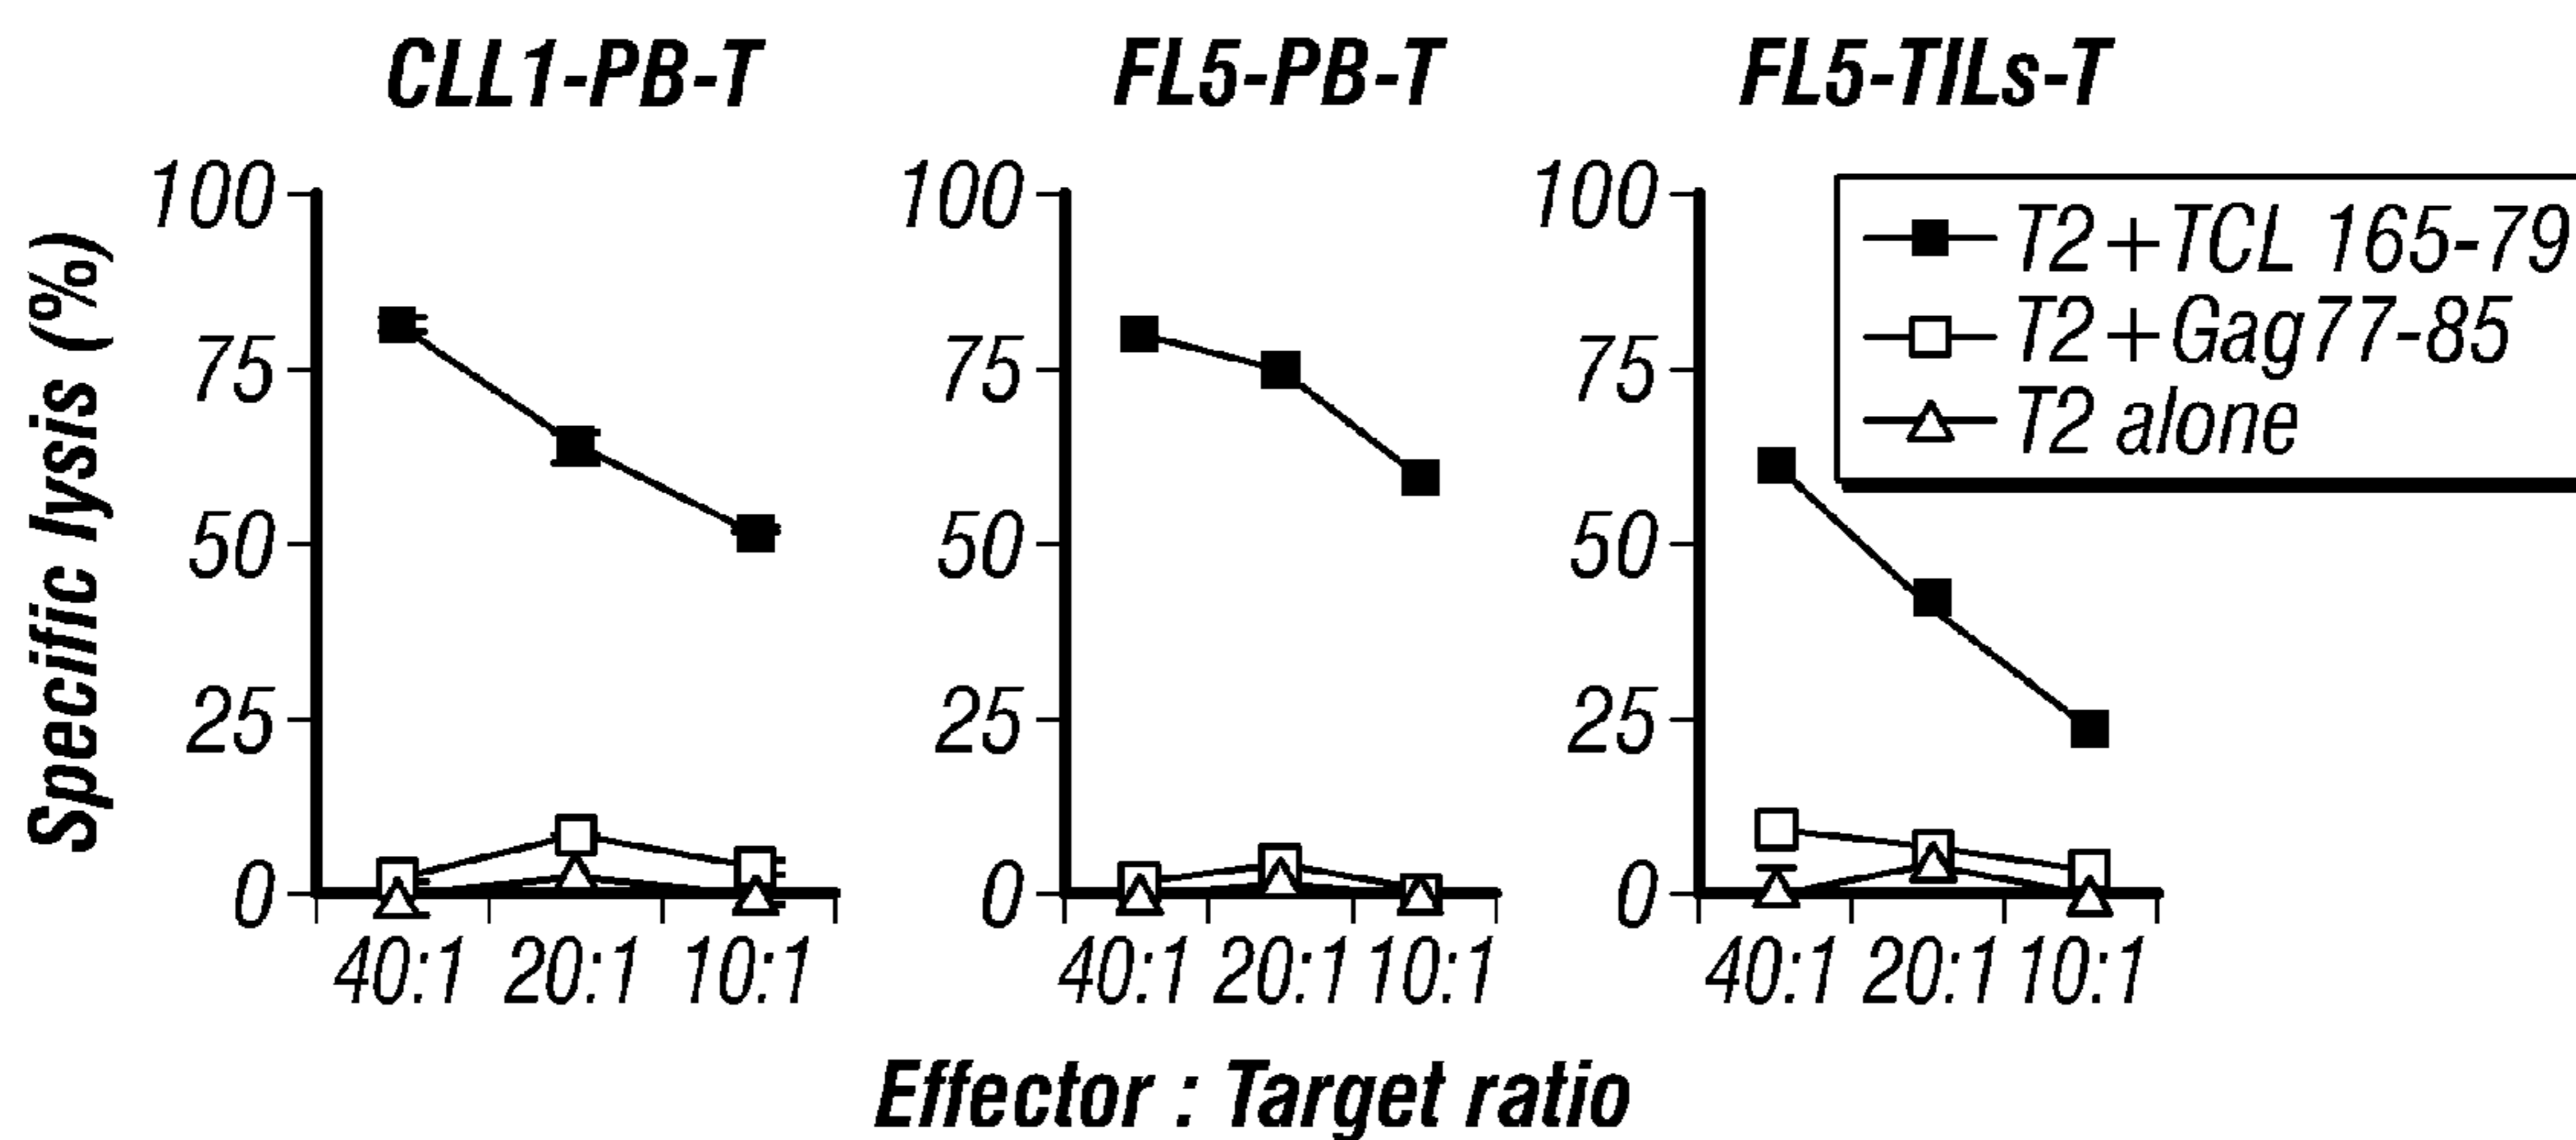 CLL1-PB-T FL5-PB-T FL5-TILs-T
Specific lysis (%)
100 100 100
75 75 75
50 50 50
25 25 25
0 0 0
T2+TCL 165-79
T2+Gag77-85
T2 alone
40:1 20:1 10:1 40:1 20:1 10:1 40:1 20:1 10:1
Effector : Target ratio